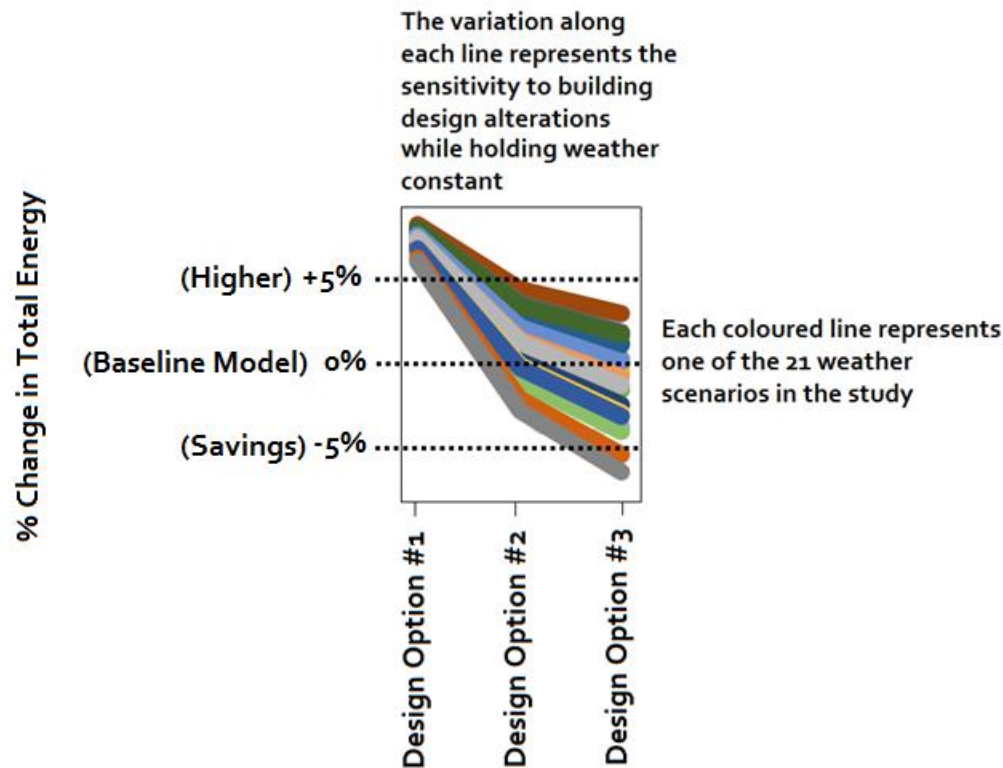 The variation along
each line represents the
sensitivity to building
design alterations
while holding weather
constant
% Change in Total Energy
(Higher) +5%
(Baseline Model) 0%
(Savings) -5%
Each coloured line represents
one of the 21 weather
scenarios in the study
Design Option #1
Design Option #2
Design Option #3